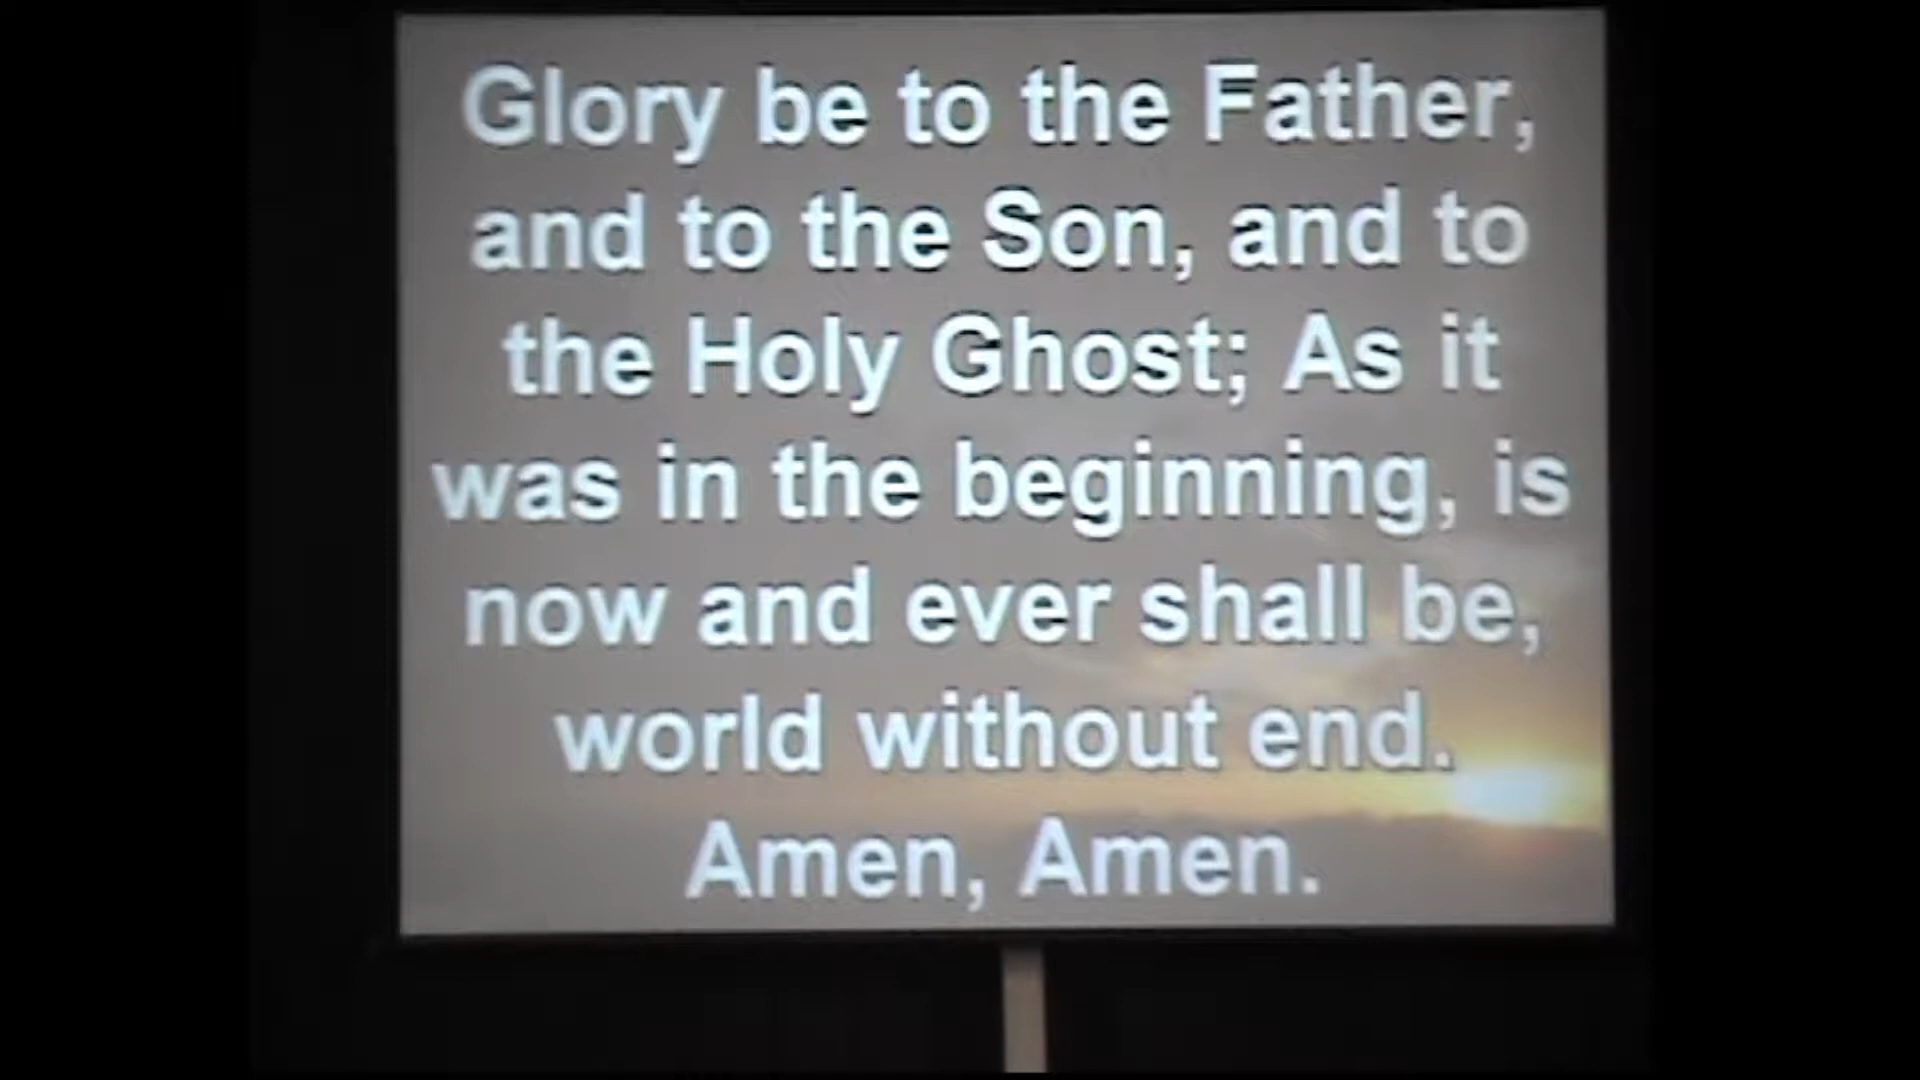 Glory be to the Father,
and to the Son, and to
the Holy Ghost; As it
was in the beginning, is
now and ever shall be,
world without end.
Amen, Amen.